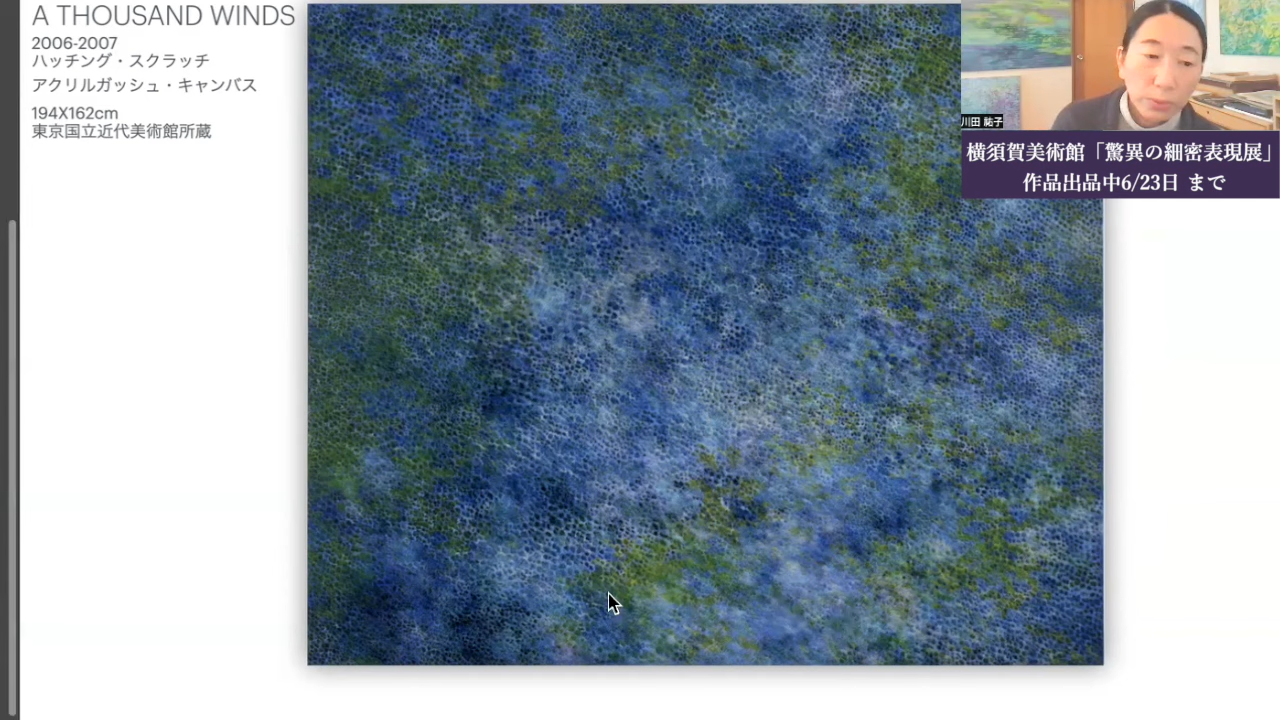 A THOUSAND WINDS
2006-2007
ハッチング・スクラッチ
アクリルガッシュ・キャンバス
194X162cm
東京国立近代美術館所蔵
川田 祐子
横須賀美術館「驚異の細密表現展」
作品出品中6/23日 まで